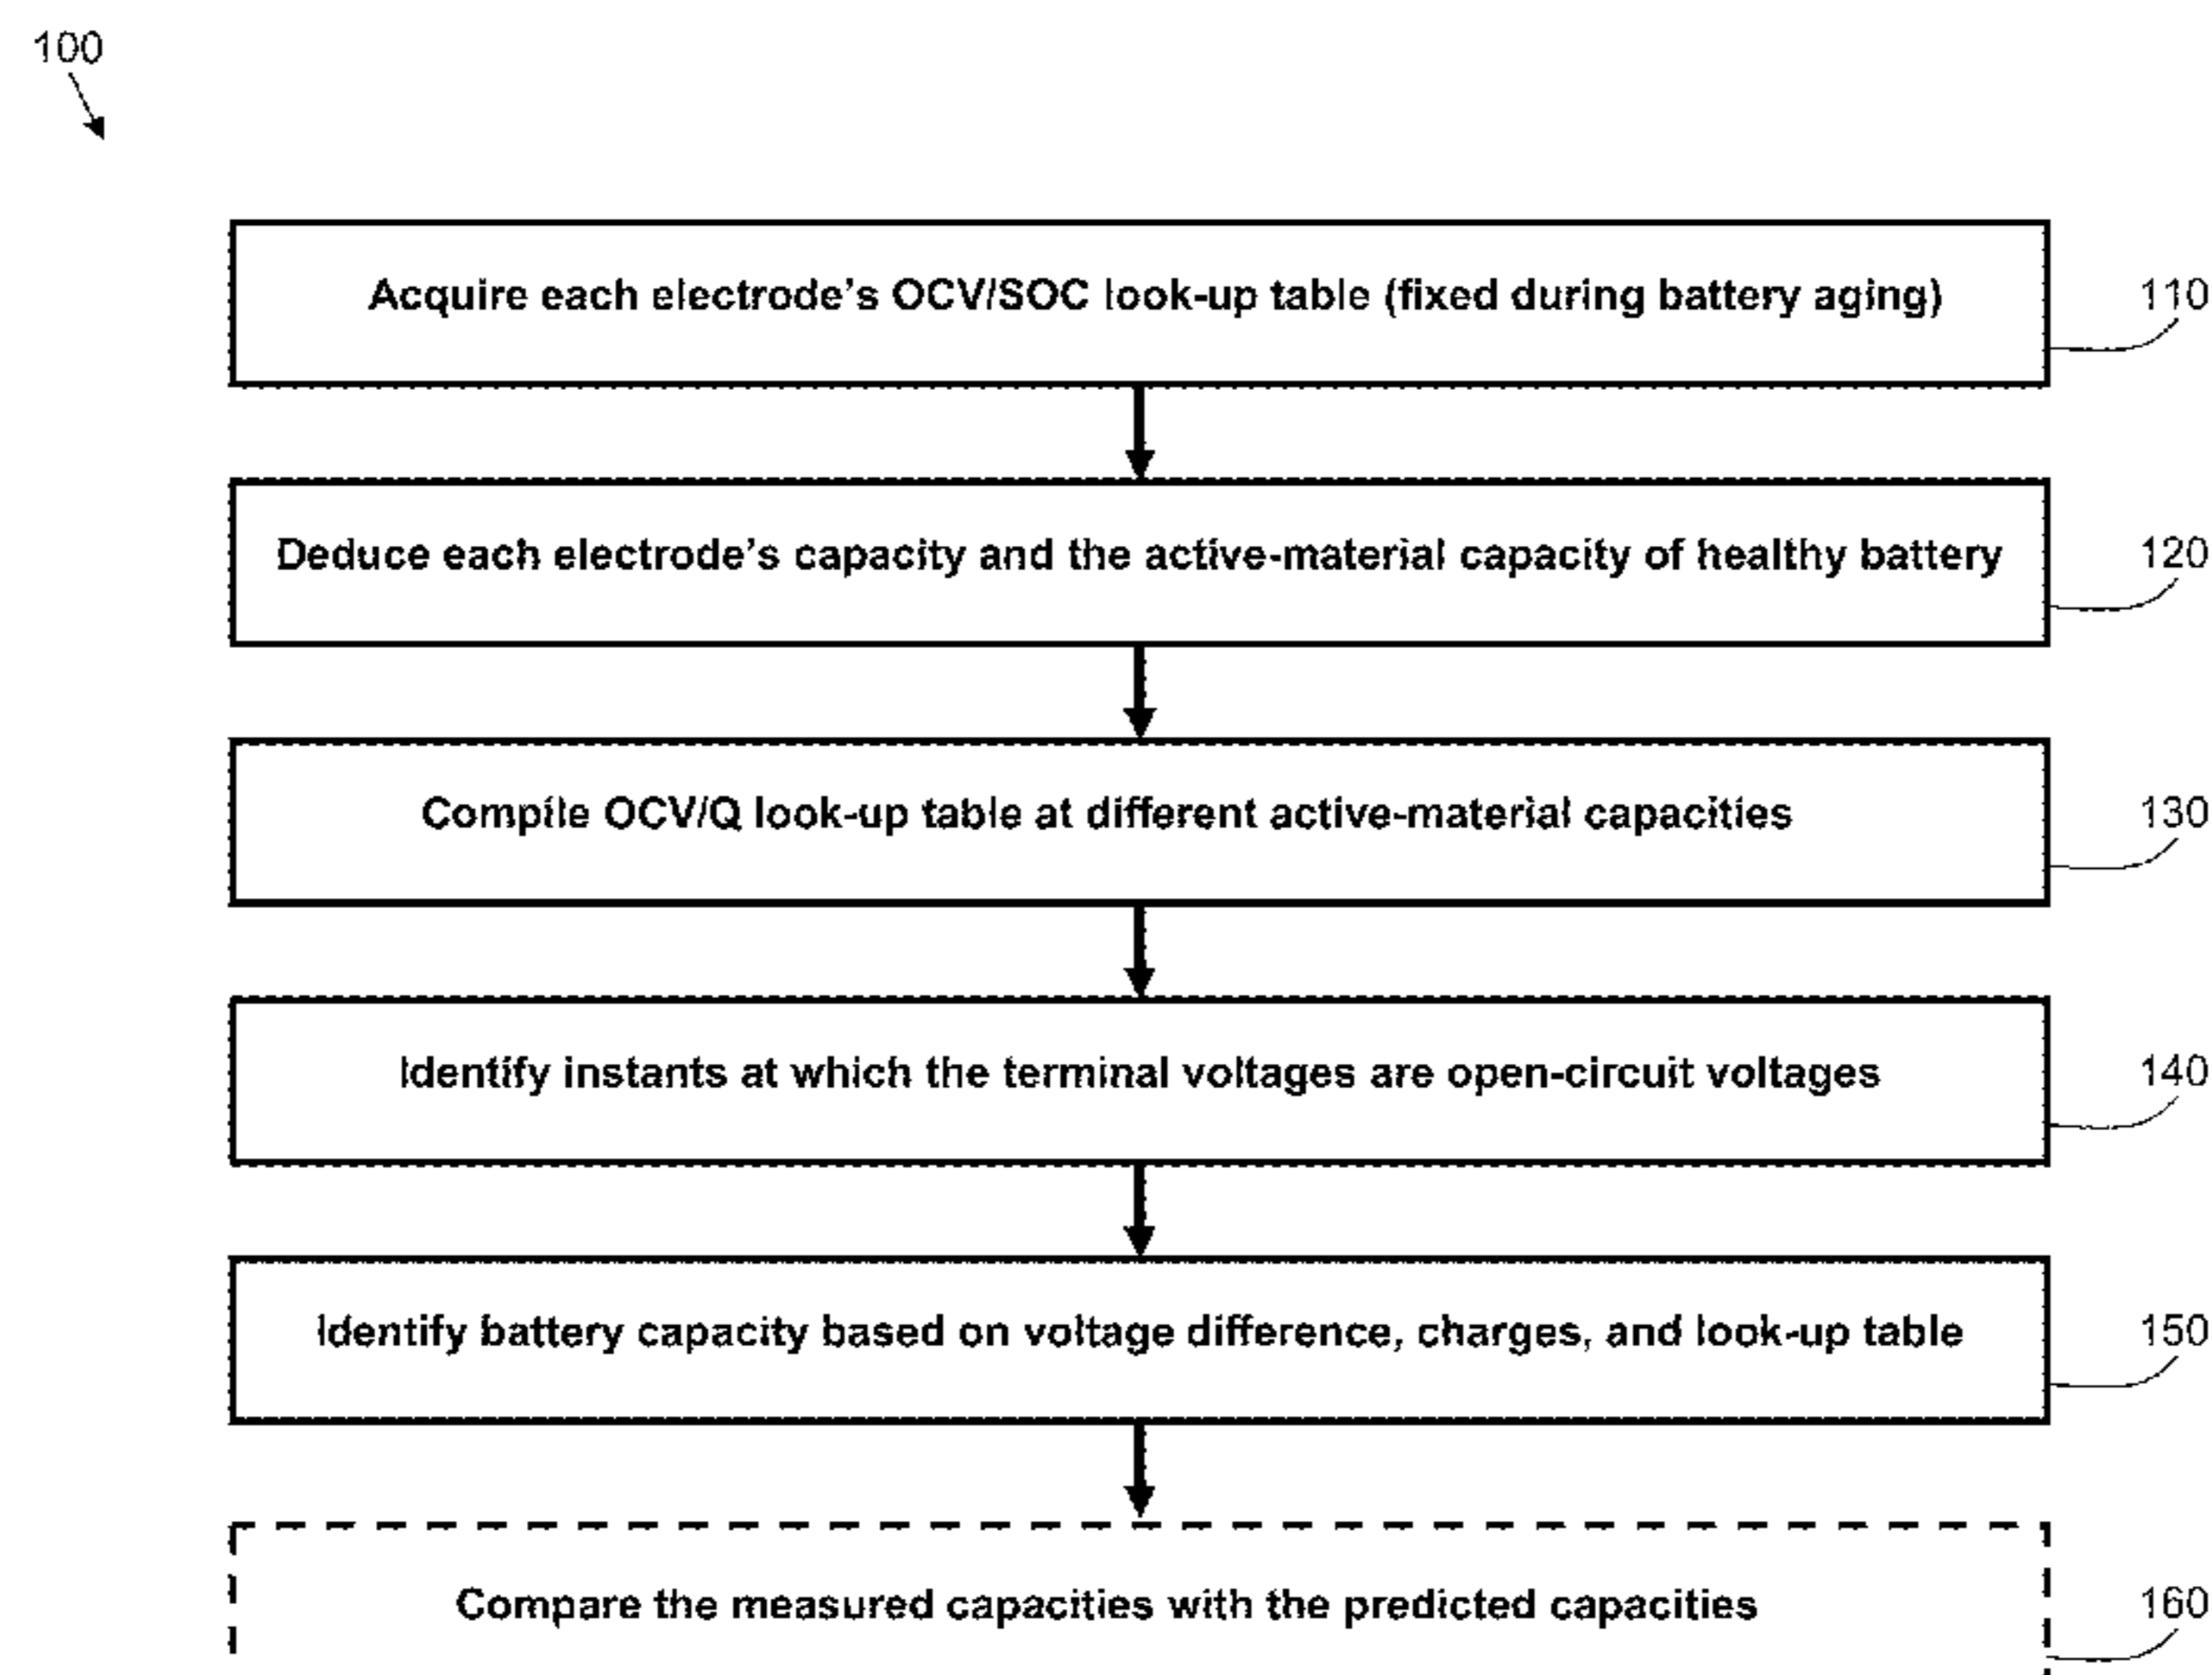 100
Acquire each electrode's OCV/SOC look-up table (fixed during battery aging)
110
Deduce each electrode's capacity and the active-material capacity of healthy battery
120
Compile OCV/Q look-up table at different active-material capacities
130
Identify instants at which the terminal voltages are open-circuit voltages
140
Identify battery capacity based on voltage difference, charges, and look-up table
150
Compare the measured capacities with the predicted capacities
160